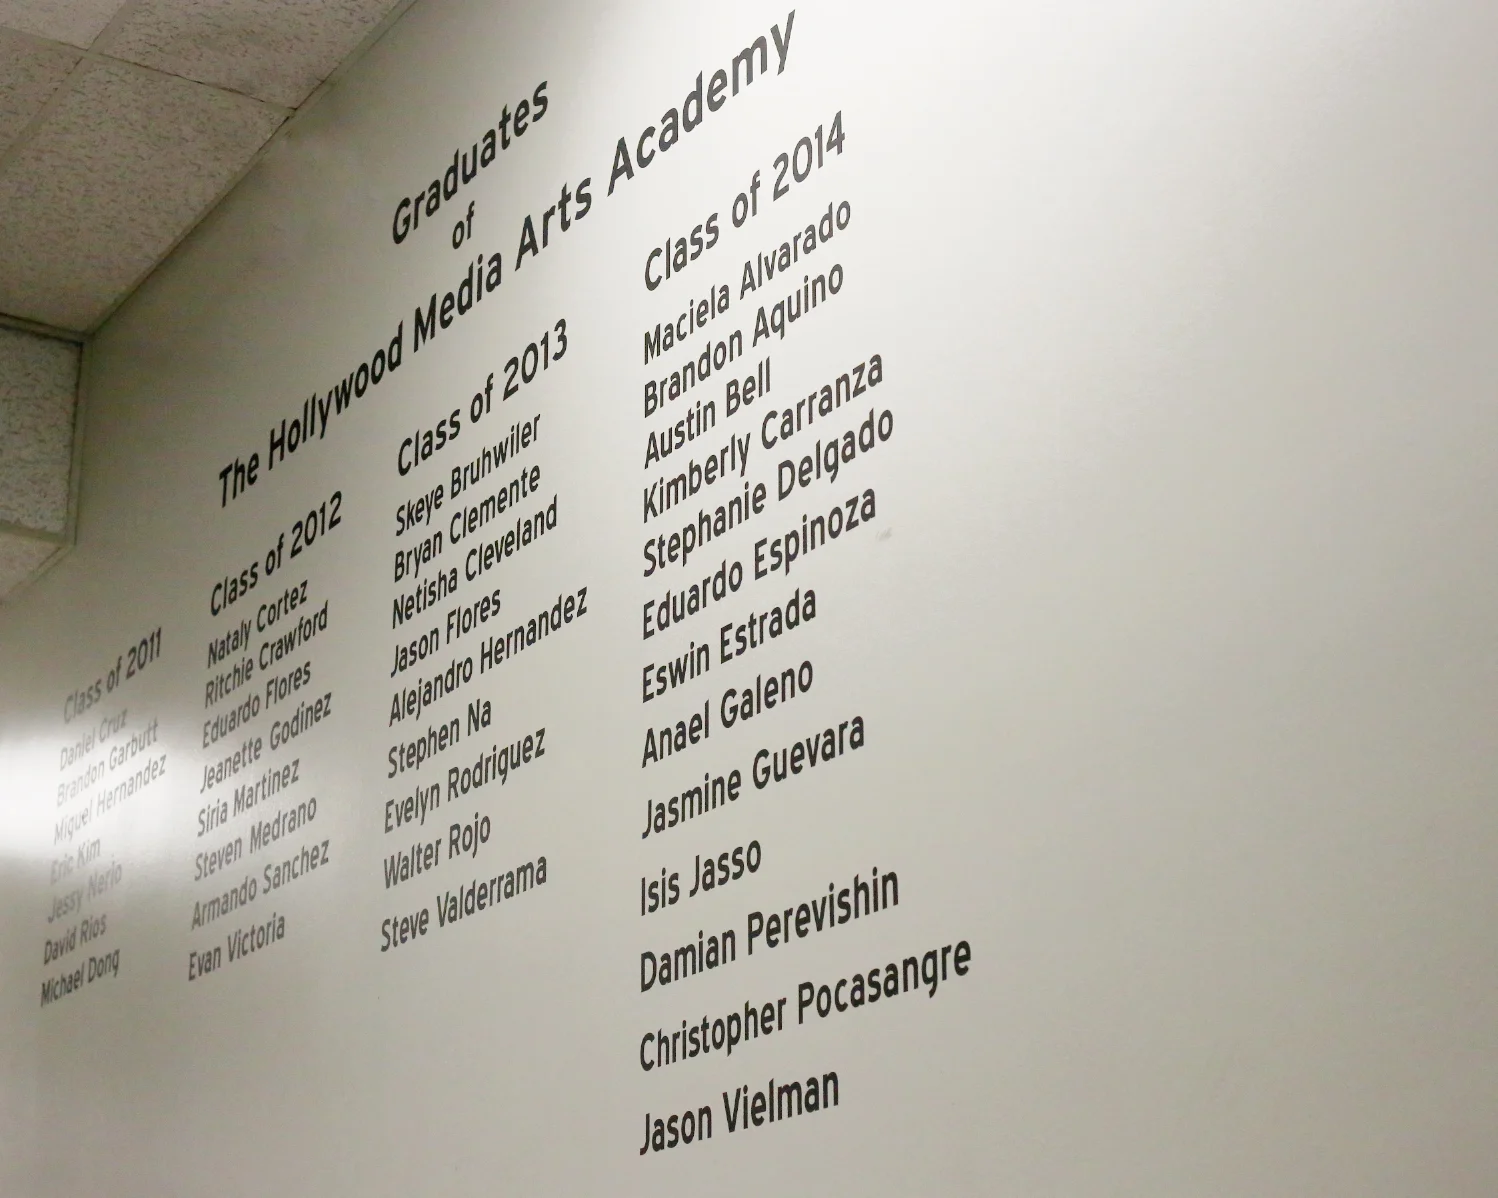 Graduates
of
The Hollywood Media Arts Academy
Class of 2011
Daniel Cruz
Brandon Garbutt
Miguel Hernandez
Eric Kim
Jessy Nerio
David Rios
Michael Dong
Class of 2012
Nataly Cortez
Ritchie Crawford
Eduardo Flores
Jeanette Godinez
Siria Martinez
Steven Medrano
Armando Sanchez
Evan Victoria
Class of 2013
Skeye Bruhwiler
Bryan Clemente
Netisha Cleveland
Jason Flores
Alejandro Hernandez
Stephen Na
Evelyn Rodriguez
Walter Rojo
Steve Valderrama
Class of 2014
Maciela Alvarado
Brandon Aquino
Austin Bell
Kimberly Carranza
Stephanie Delgado
Eduardo Espinoza
Eswin Estrada
Anael Galeno
Jasmine Guevara
Isis Jasso
Damian Perevishin
Christopher Pocasangre
Jason Vielman